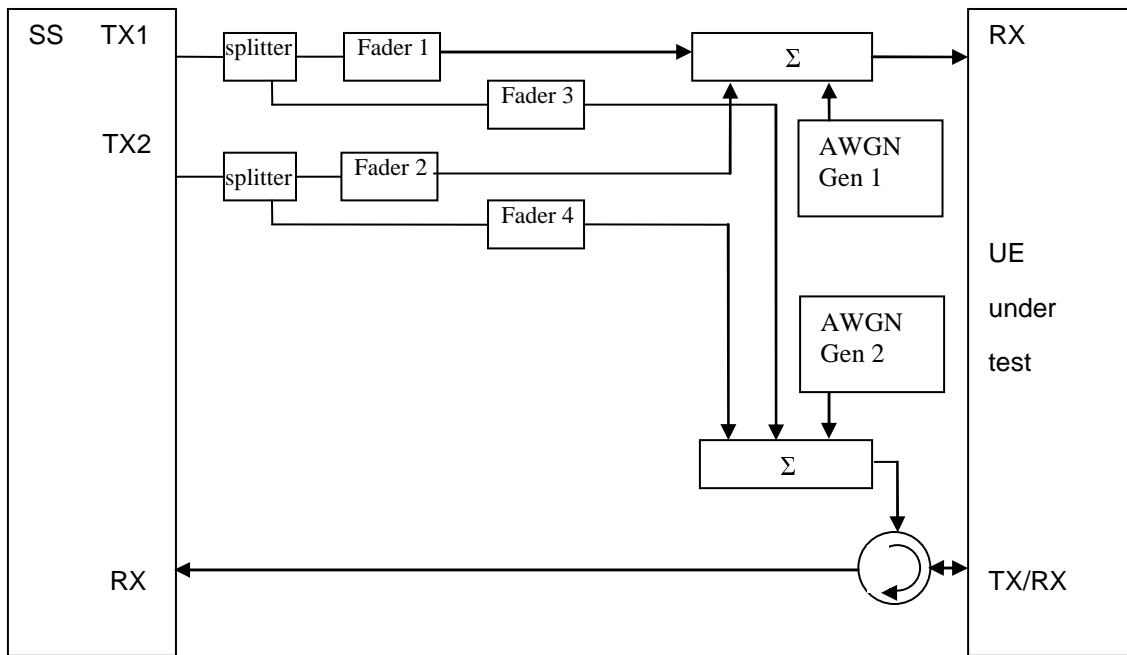 SS TX1
splitter
Fader 1
Σ
RX
Fader 3
TX2
AWGN
Gen 1
splitter
Fader 2
Fader 4
UE
under
test
AWGN
Gen 2
Σ
RX
TX/RX